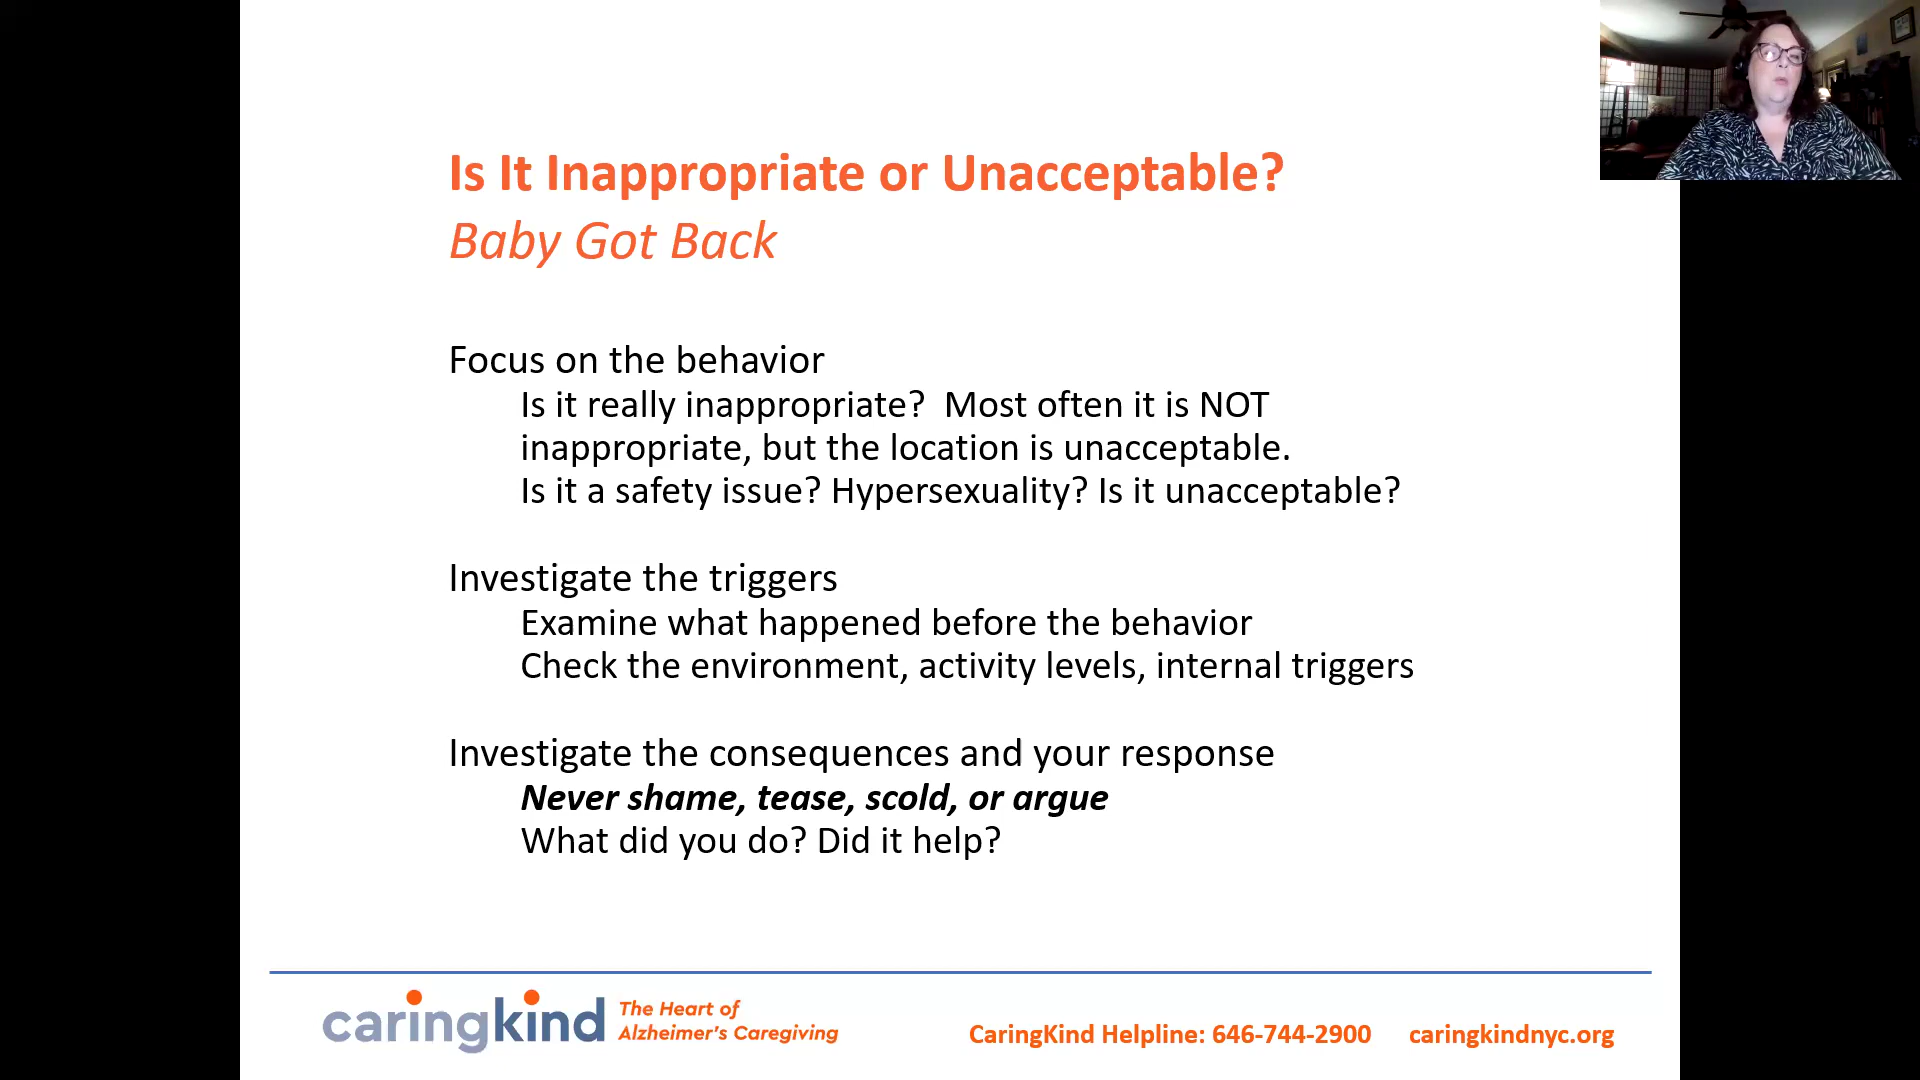 Is It Inappropriate or Unacceptable?
Baby Got Back
Focus on the behavior
Is it really inappropriate?  Most often it is NOT
inappropriate, but the location is unacceptable.
Is it a safety issue? Hypersexuality? Is it unacceptable?
Investigate the triggers
Examine what happened before the behavior
Check the environment, activity levels, internal triggers
Investigate the consequences and your response
Never shame, tease, scold, or argue
What did you do? Did it help?
caringkind
The Heart of
Alzheimer's Caregiving
CaringKind Helpline: 646-744-2900
caringkindnyc.org